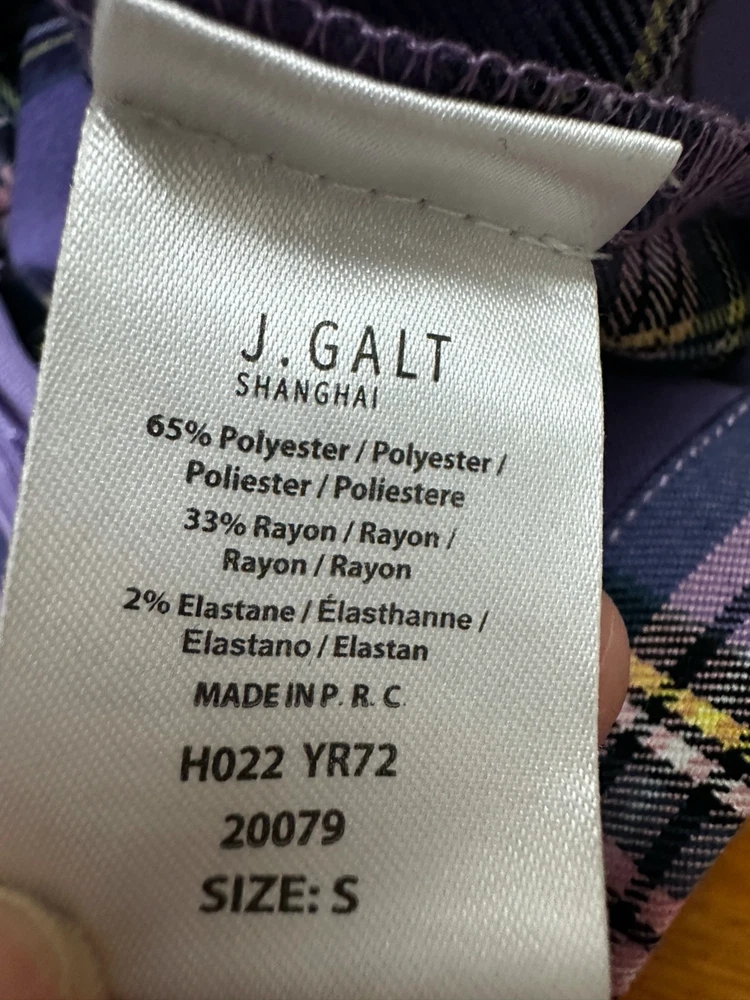 J.GALT
SHANGHAI
65% Polyester / Polyester /
Poliester / Poliestere
33% Rayon / Rayon /
Rayon / Rayon
2% Elastane / Élasthanne /
Elastano / Elastan
MADE IN P. R. C.
H022 YR72
20079
SIZE: S